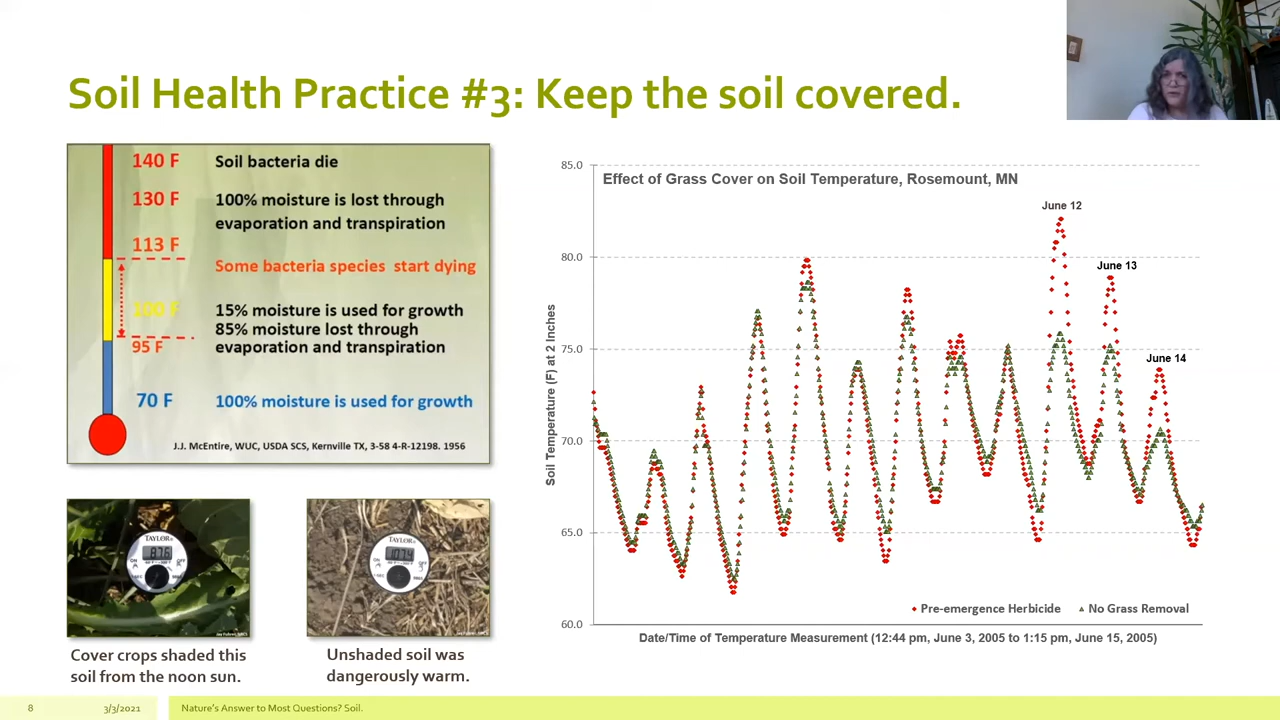 Soil Health Practice #3: Keep the soil covered.
140 F Soil bacteria die
130 F 100% moisture is lost through
evaporation and transpiration
113 F
Some bacteria species start dying
100 F 15% moisture is used for growth
85% moisture lost through
95 F evaporation and transpiration
70 F 100% moisture is used for growth
J.J. McEntire, WUC, USDA SCS, Kernville TX, 3-58 4-R-12198. 1956
TAYLOR
87.6
Cover crops shaded this
soil from the noon sun.
TAYLOR
107.4
Unshaded soil was
dangerously warm.
Effect of Grass Cover on Soil Temperature, Rosemount, MN
85.0
80.0
75.0
70.0
65.0
60.0
Soil Temperature (F) at 2 Inches
June 12
June 13
June 14
Pre-emergence Herbicide No Grass Removal
Date/Time of Temperature Measurement (12:44 pm, June 3, 2005 to 1:15 pm, June 15, 2005)
8 3/3/2021 Nature's Answer to Most Questions? Soil.